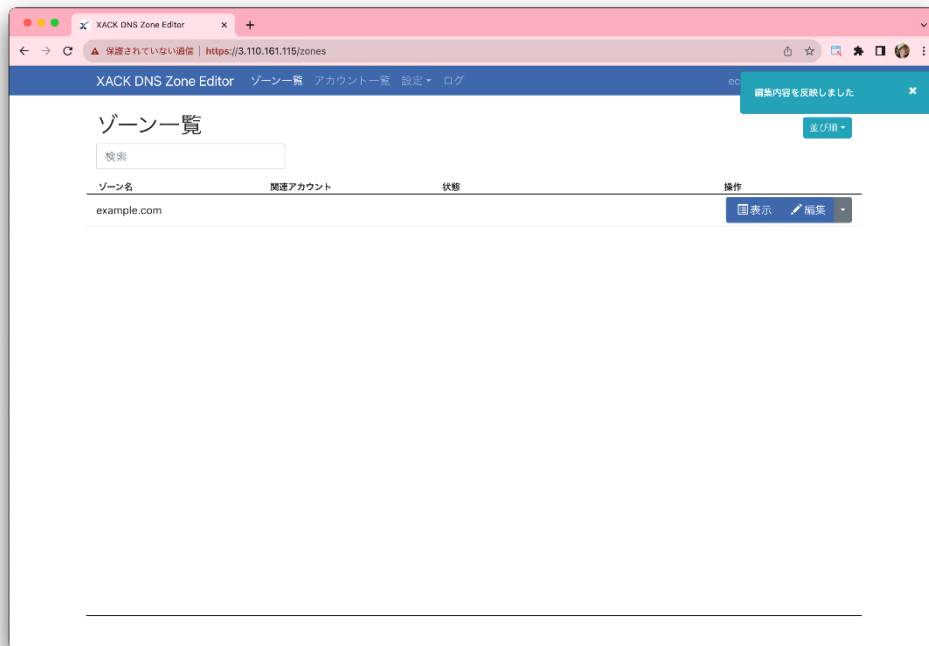 XACK DNS Zone Editor
保護されていない通信 https://3.110.161.115/zones
XACK DNS Zone Editor ゾーン一覧 アカウント一覧 設定 ログ
編集内容を反映しました
ゾーン一覧
並び順
検索
ゾーン名 関連アカウント 状態 操作
example.com 表示 編集